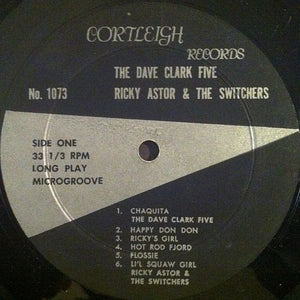 CORTLEIGH
RECORDS
THE DAVE CLARK FIVE
No. 1073 RICKY ASTOR & THE SWITCHERS
SIDE ONE
33 1/3 RPM
LONG PLAY
MICROGROOVE
1. CHAQUITA
THE DAVE CLARK FIVE
2. HAPPY DON DON
3. RICKY'S GIRL
4. HOT ROD FJORD
5. FLOSSIE
6. LI'L SQUAW GIRL
RICKY ASTOR &
THE SWITCHERS